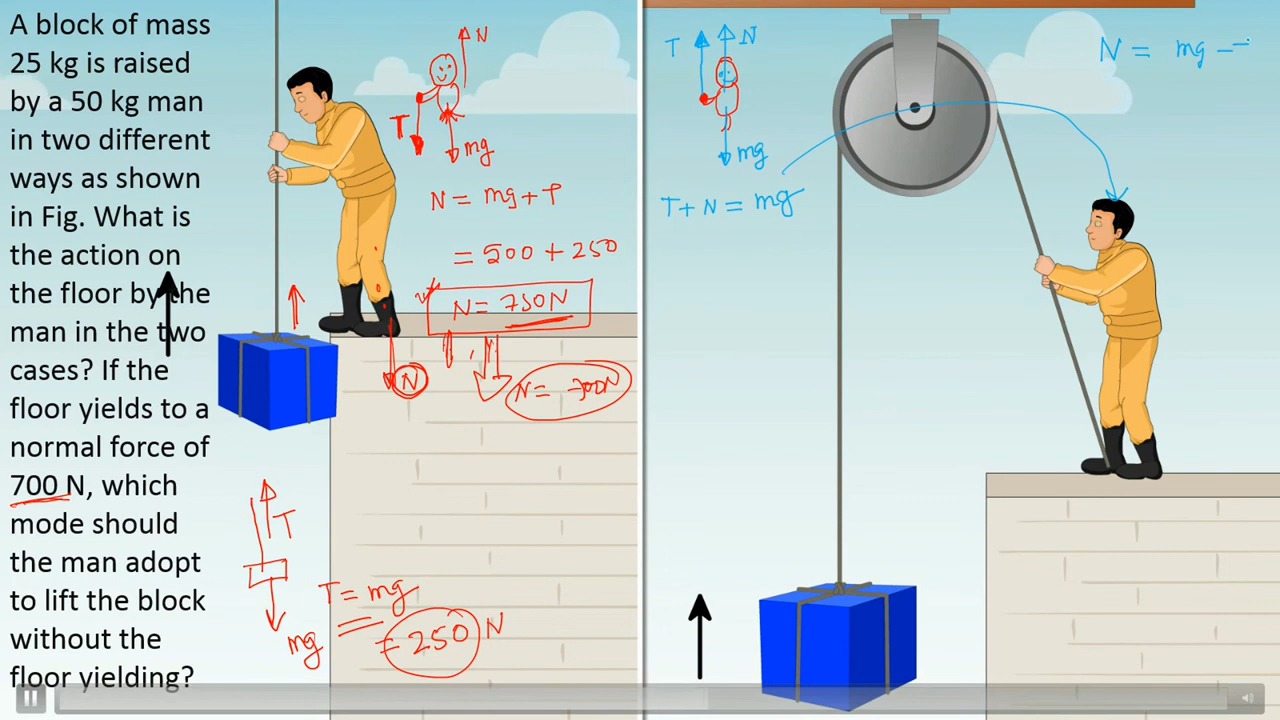 A block of mass
25 kg is raised
by a 50 kg man
in two different
ways as shown
in Fig. What is
the action on
the floor by the
man in the two
cases? If the
floor yields to a
normal force of
700 N, which
mode should
the man adopt
to lift the block
without the
floor yielding?
N
T
mg
N = mg + T
= 500 + 250
N = 750N
N
N = 700N
T
mg
T = mg
= 250 N
T N
mg
T + N = mg
N = mg -